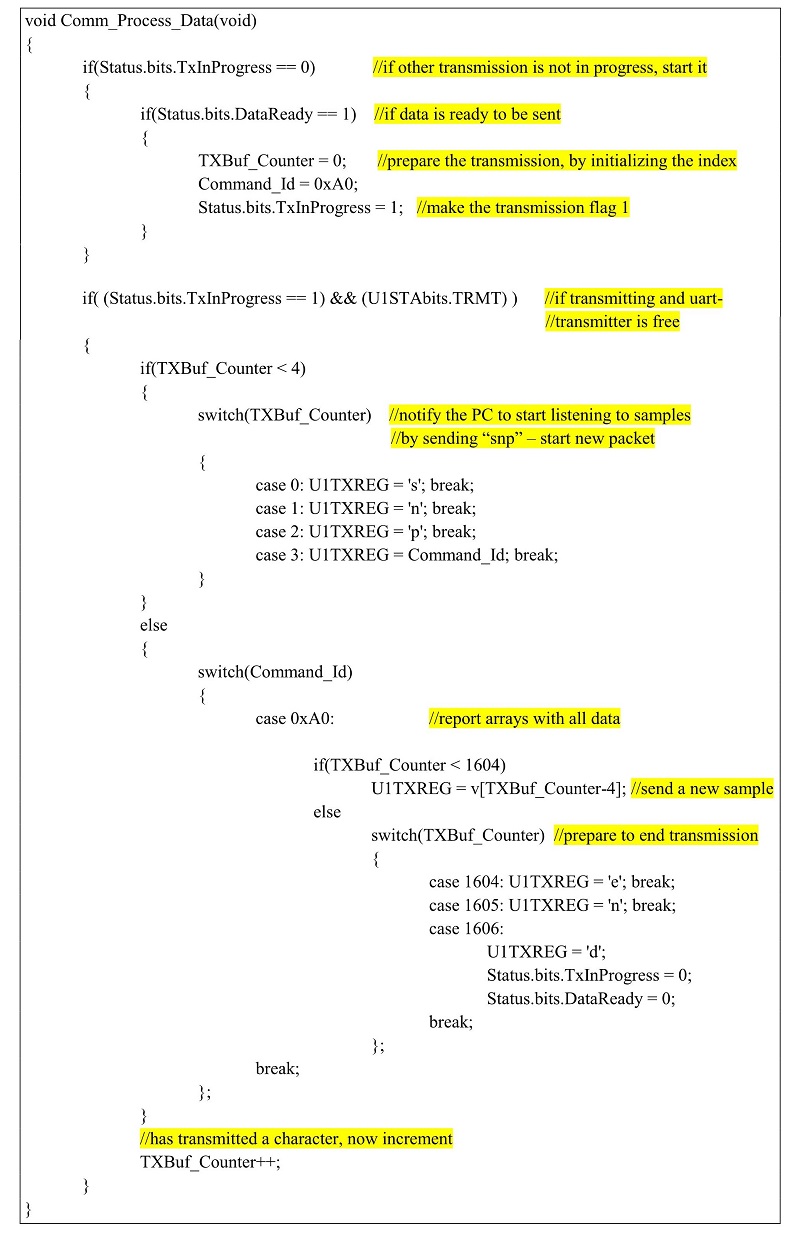 void Comm_Process_Data(void)
{
if(Status.bits.TxInProgress == 0) //if other transmission is not in progress, start it
{
if(Status.bits.DataReady == 1) //if data is ready to be sent
{
TXBuf_Counter = 0; //prepare the transmission, by initializing the index
Command_Id = 0xA0;
Status.bits.TxInProgress = 1; //make the transmission flag 1
}
}
if( (Status.bits.TxInProgress == 1) && (U1STAbits.TRMT) ) //if transmitting and uart-
//transmitter is free
{
if(TXBuf_Counter < 4)
{
switch(TXBuf_Counter) //notify the PC to start listening to samples
//by sending “snp” – start new packet
{
case 0: U1TXREG = 's'; break;
case 1: U1TXREG = 'n'; break;
case 2: U1TXREG = 'p'; break;
case 3: U1TXREG = Command_Id; break;
}
}
else
{
switch(Command_Id)
{
case 0xA0: //report arrays with all data
if(TXBuf_Counter < 1604)
U1TXREG = v[TXBuf_Counter-4]; //send a new sample
else
switch(TXBuf_Counter) //prepare to end transmission
{
case 1604: U1TXREG = 'e'; break;
case 1605: U1TXREG = 'n'; break;
case 1606:
U1TXREG = 'd';
Status.bits.TxInProgress = 0;
Status.bits.DataReady = 0;
break;
};
break;
};
}
//has transmitted a character, now increment
TXBuf_Counter++;
}
}